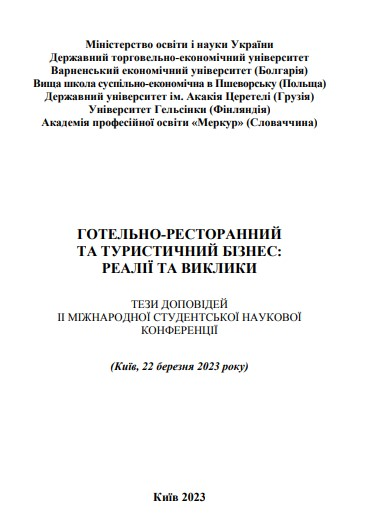 Міністерство освіти і науки України
Державний торговельно-економічний університет
Варненський економічний університет (Болгарія)
Вища школа суспільно-економічна в Пшеворську (Польща)
Державний університет ім. Акакія Церетелі (Грузія)
Університет Гельсінки (Фінляндія)
Академія професійної освіти «Меркур» (Словаччина)
ГОТЕЛЬНО-РЕСТОРАННИЙ
ТА ТУРИСТИЧНИЙ БІЗНЕС:
РЕАЛІЇ ТА ВИКЛИКИ
ТЕЗИ ДОПОВІДЕЙ
ІІ МІЖНАРОДНОЇ СТУДЕНТСЬКОЇ НАУКОВОЇ
КОНФЕРЕНЦІЇ
(Київ, 22 березня 2023 року)
Київ 2023